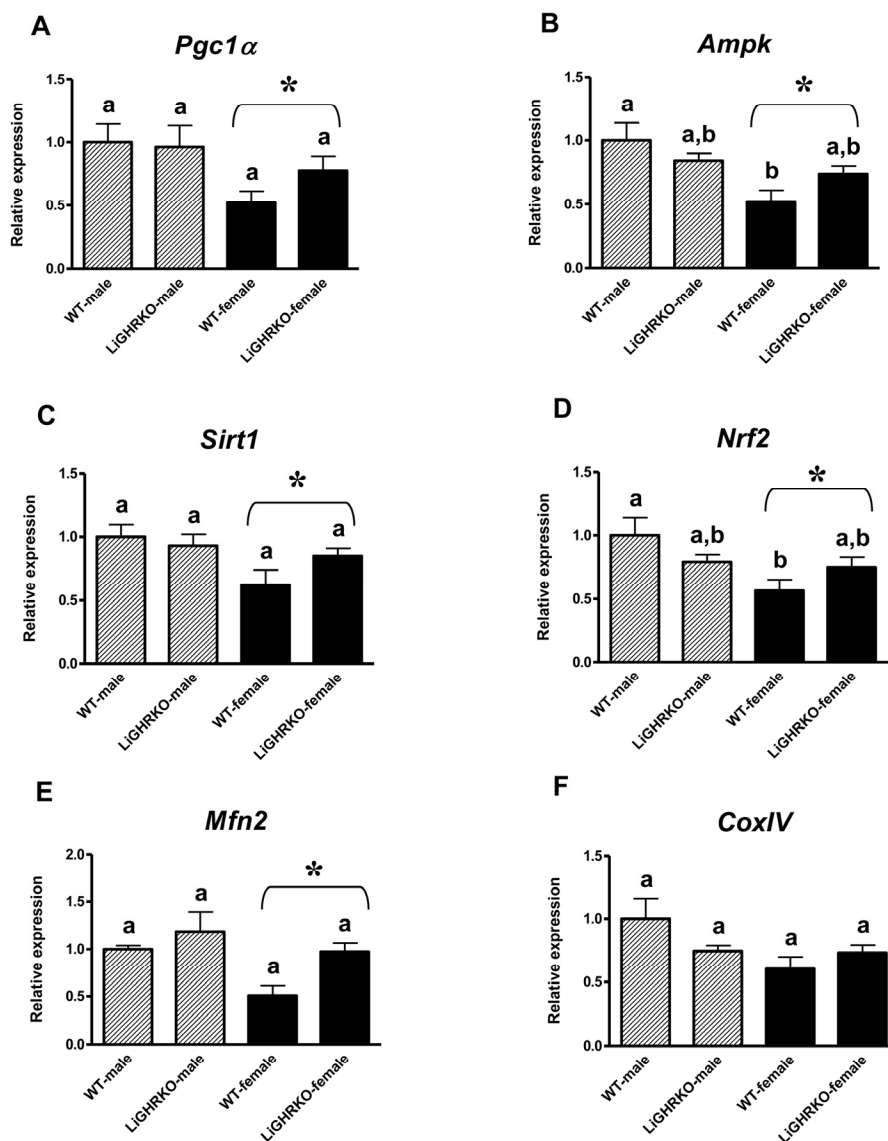 A
Pgc1α
Relative expression
1.5
1.0
0.5
0.0
a
a
a
a
*
WT-male
LiGHRKO-male
WT-female
LiGHRKO-female
B
Ampk
Relative expression
1.5
1.0
0.5
0.0
a
a,b
b
a,b
*
WT-male
LiGHRKO-male
WT-female
LiGHRKO-female
C
Sirt1
Relative expression
1.5
1.0
0.5
0.0
a
a
a
a
*
WT-male
LiGHRKO-male
WT-female
LiGHRKO-female
D
Nrf2
Relative expression
1.5
1.0
0.5
0.0
a
a,b
b
a,b
*
WT-male
LiGHRKO-male
WT-female
LiGHRKO-female
E
Mfn2
Relative expression
2.0
1.5
1.0
0.5
0.0
a
a
a
a
*
WT-male
LiGHRKO-male
WT-female
LiGHRKO-female
F
CoxIV
Relative expression
1.5
1.0
0.5
0.0
a
a
a
a
WT-male
LiGHRKO-male
WT-female
LiGHRKO-female